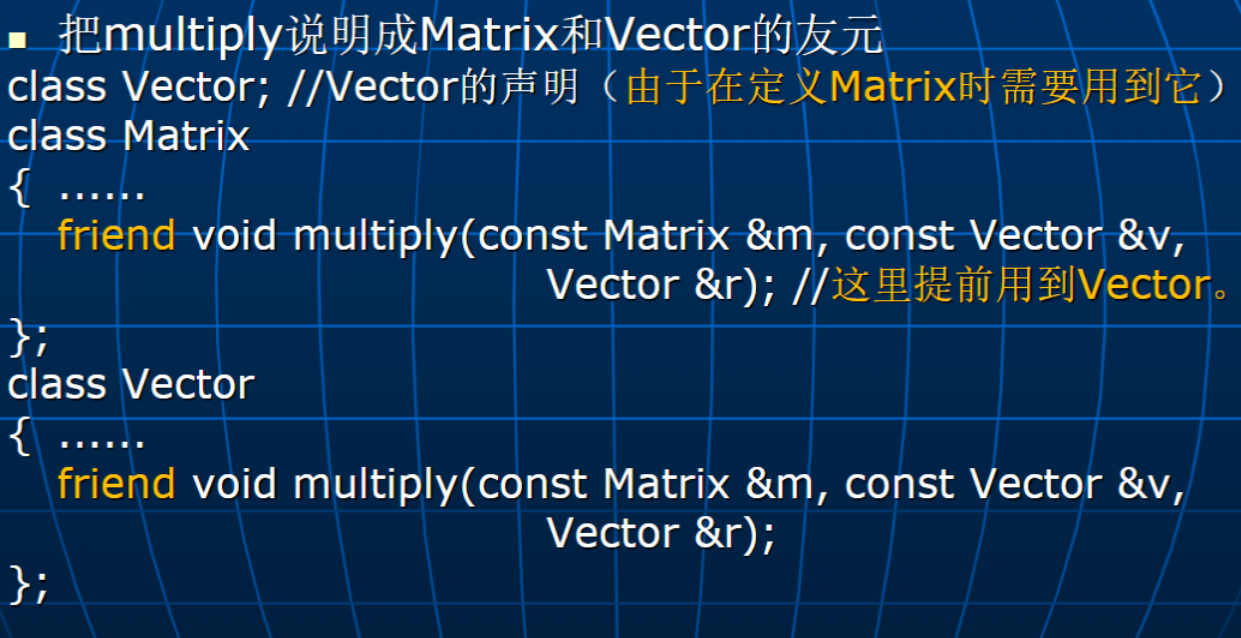 ▪ 把multiply说明成Matrix和Vector的友元
class Vector; //Vector的声明（由于在定义Matrix时需要用到它）
class Matrix
{ ......
friend void multiply(const Matrix &m, const Vector &v,
Vector &r); //这里提前用到Vector。
};
class Vector
{ ......
friend void multiply(const Matrix &m, const Vector &v,
Vector &r);
};